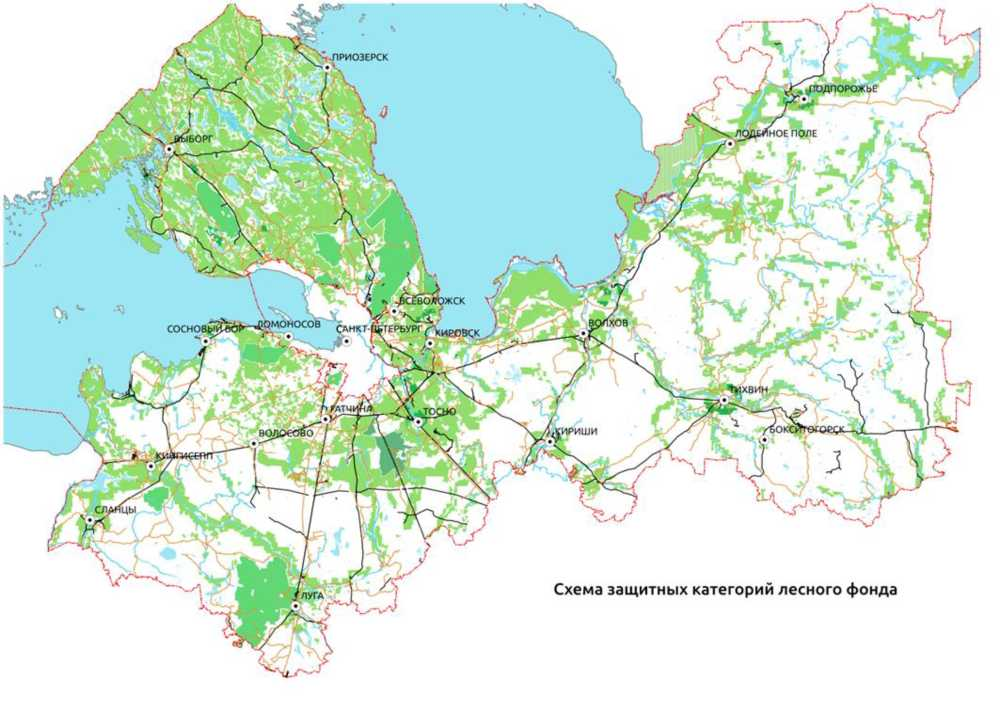 ПРИОЗЕРСК
ПОДПОРОЖЬЕ
ВЫБОРГ
ЛОДЕЙНОЕ ПОЛЕ
ВСЕВОЛОЖСК
СОСНОВЫЙ БОР
ЛОМОНОСОВ
САНКТ-ПЕТЕРБУРГ
КИРОВСК
ВОЛХОВ
ГАТЧИНА
ТОСНО
ТИХВИН
ВОЛОСОВО
КИРИШИ
БОКСИТОГОРСК
КИНГИСЕПП
СЛАНЦЫ
Схема защитных категорий лесного фонда
ЛУГА